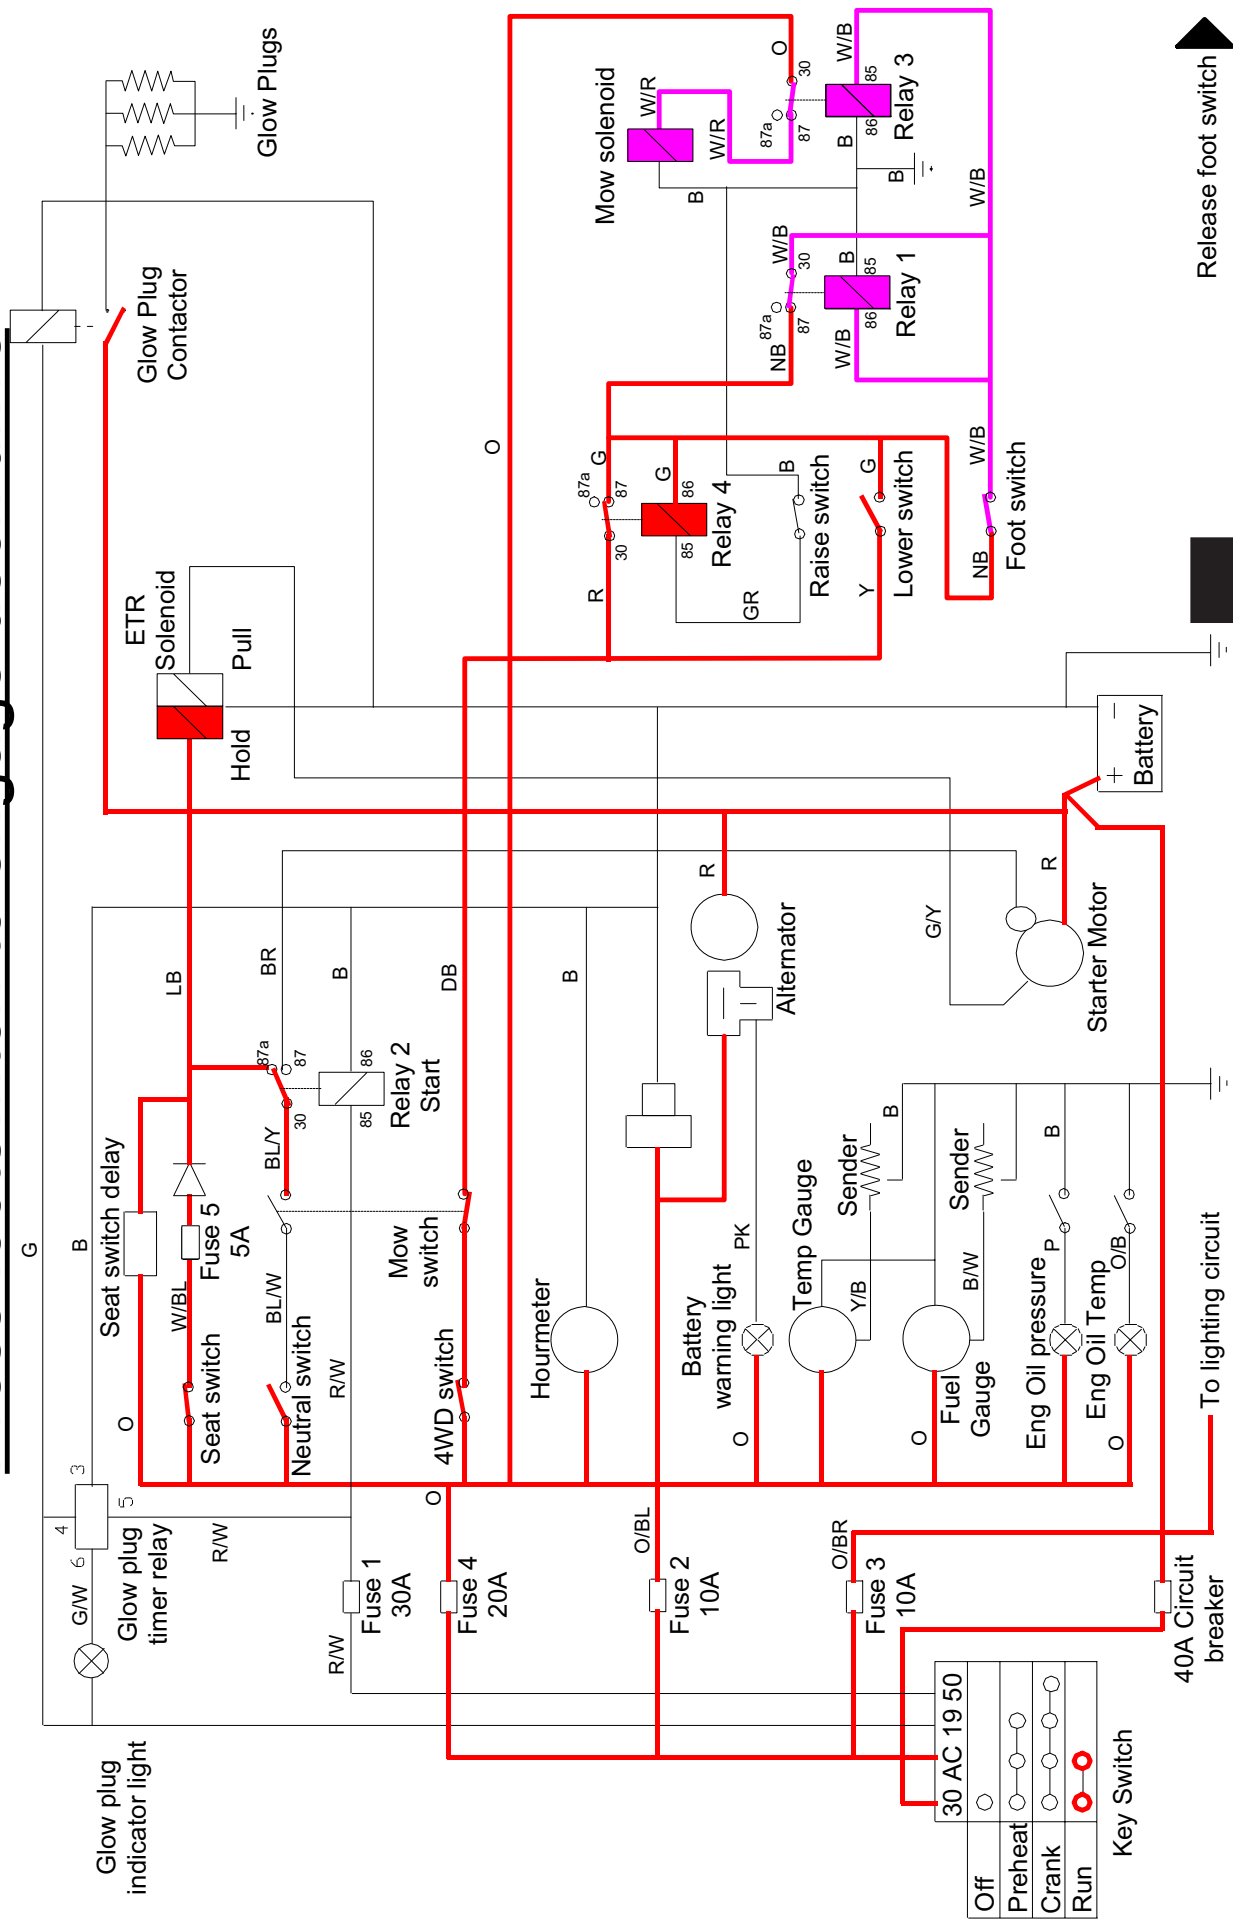 Glow Plugs
Glow Plug
Contactor
G
ETR
Solenoid
Pull
Hold
LB
BR
B
87a
87
30
86
85
Relay 2
Start
BL/Y
Seat switch delay
Fuse 5
5A
W/BL
BL/W
Seat switch
Neutral switch
O
R/W
B
3
4
5
6
G/W
Glow plug
timer relay
R/W
Glow plug
indicator light
Fuse 1
30A
R/W
Fuse 4
20A
O
4WD switch
Mow
switch
DB
O
Hourmeter
B
O/BL
Fuse 2
10A
Battery
warning light
O
PK
R
Alternator
Temp Gauge
Y/B
Sender
B
Fuel
Gauge
O
B/W
Sender
Eng Oil pressure
P
B
Eng Oil Temp
O
O/B
O/BR
Fuse 3
10A
To lighting circuit
40A Circuit
breaker
30 AC 19 50
Off
Preheat
Crank
Run
Key Switch
G/Y
R
Starter Motor
+
−
Battery
R
30
87a
87
G
G
86
85
Relay 4
GR
B
Raise switch
Y
G
Lower switch
NB
W/B
Foot switch
NB
87a
87
30
W/B
W/B
B
86
85
Relay 1
Mow solenoid
W/R
W/R
B
O
30
87a
87
W/B
85
86
B
Relay 3
B
W/B
Release foot switch